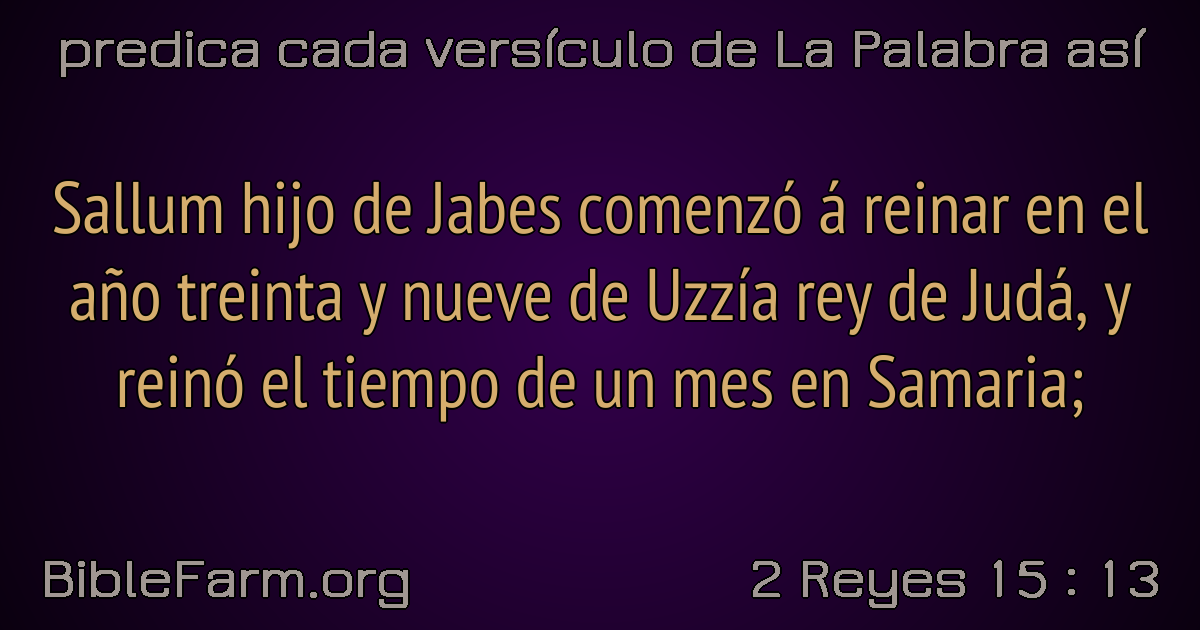 predica cada versículo de La Palabra así
Sallum hijo de Jabes comenzó á reinar en el
año treinta y nueve de Uzzía rey de Judá, y
reinó el tiempo de un mes en Samaria;
BibleFarm.org
2 Reyes 15 : 13